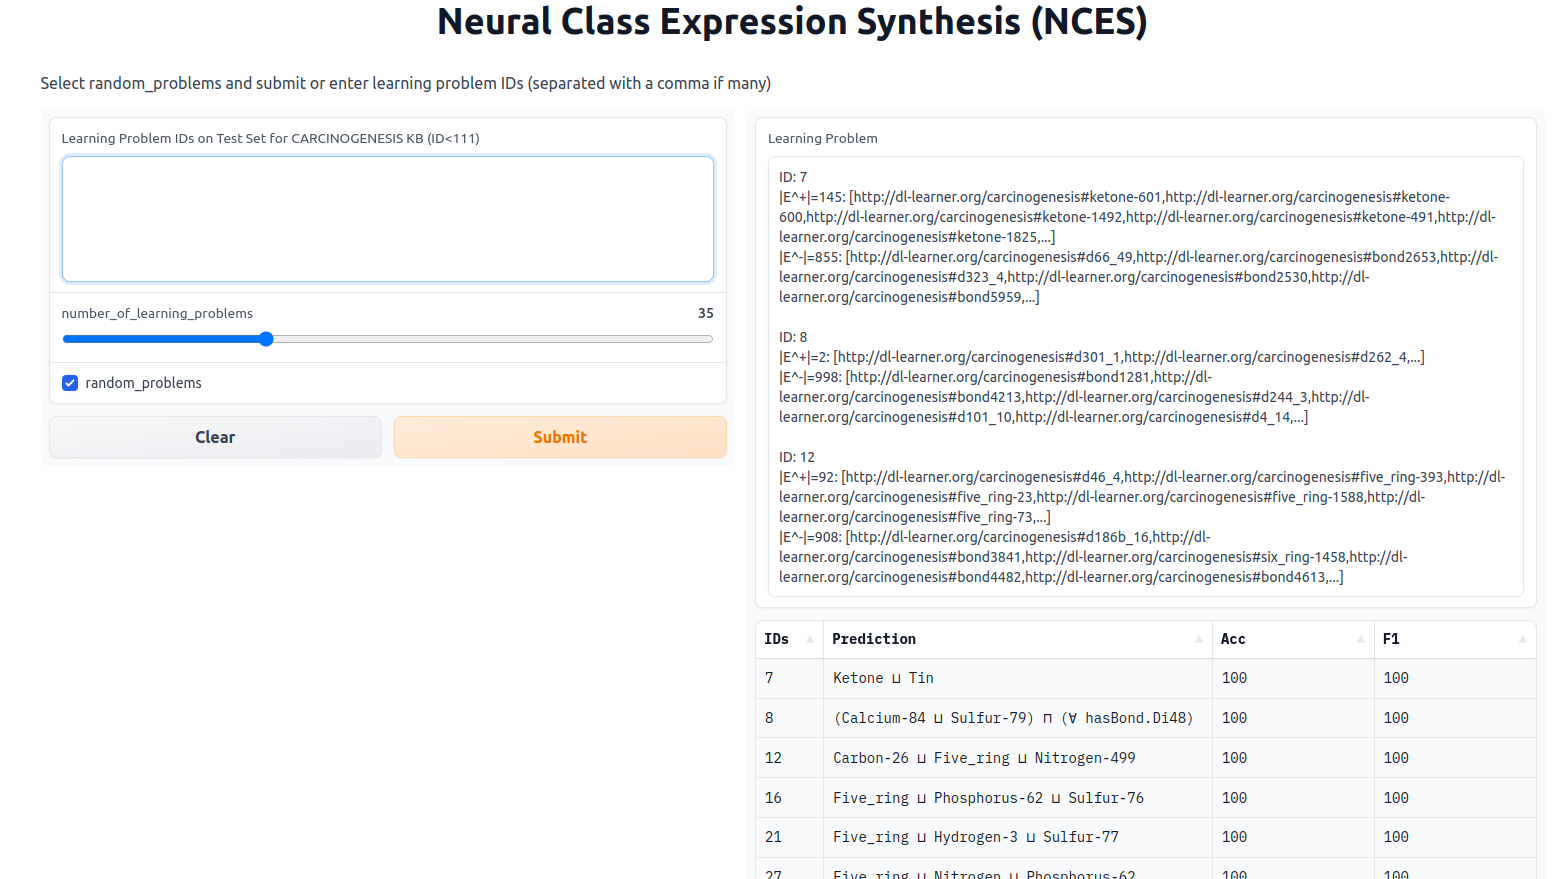 Neural Class Expression Synthesis (NCES)
Select random_problems and submit or enter learning problem IDs (separated with a comma if many)
Learning Problem IDs on Test Set for CARCINOGENESIS KB (ID<111)
number_of_learning_problems 35
random_problems
Clear Submit
Learning Problem
ID: 7
|E^+|=145: [http://dl-learner.org/carcinogenesis#ketone-601,http://dl-learner.org/carcinogenesis#ketone-
600,http://dl-learner.org/carcinogenesis#ketone-1492,http://dl-learner.org/carcinogenesis#ketone-491,http://dl-
learner.org/carcinogenesis#ketone-1825,...]
|E^-|=855: [http://dl-learner.org/carcinogenesis#d66_49,http://dl-learner.org/carcinogenesis#bond2653,http://dl-
learner.org/carcinogenesis#d323_4,http://dl-learner.org/carcinogenesis#bond2530,http://dl-
learner.org/carcinogenesis#bond5959,...]
ID: 8
|E^+|=2: [http://dl-learner.org/carcinogenesis#d301_1,http://dl-learner.org/carcinogenesis#d262_4,...]
|E^-|=998: [http://dl-learner.org/carcinogenesis#bond1281,http://dl-
learner.org/carcinogenesis#bond4213,http://dl-learner.org/carcinogenesis#d244_3,http://dl-
learner.org/carcinogenesis#d101_10,http://dl-learner.org/carcinogenesis#d4_14,...]
ID: 12
|E^+|=92: [http://dl-learner.org/carcinogenesis#d46_4,http://dl-learner.org/carcinogenesis#five_ring-393,http://dl-
learner.org/carcinogenesis#five_ring-23,http://dl-learner.org/carcinogenesis#five_ring-1588,http://dl-
learner.org/carcinogenesis#five_ring-73,...]
|E^-|=908: [http://dl-learner.org/carcinogenesis#d186b_16,http://dl-
learner.org/carcinogenesis#bond3841,http://dl-learner.org/carcinogenesis#six_ring-1458,http://dl-
learner.org/carcinogenesis#bond4482,http://dl-learner.org/carcinogenesis#bond4613,...]
IDs Prediction Acc F1
7 Ketone ⊔ Tin 100 100
8 (Calcium-84 ⊔ Sulfur-79) ⊓ (∀ hasBond.Di48) 100 100
12 Carbon-26 ⊔ Five_ring ⊔ Nitrogen-499 100 100
16 Five_ring ⊔ Phosphorus-62 ⊔ Sulfur-76 100 100
21 Five_ring ⊔ Hydrogen-3 ⊔ Sulfur-77 100 100
27 Five_ring ⊔ Nitrogen ⊔ Phosphorus-62 100 100